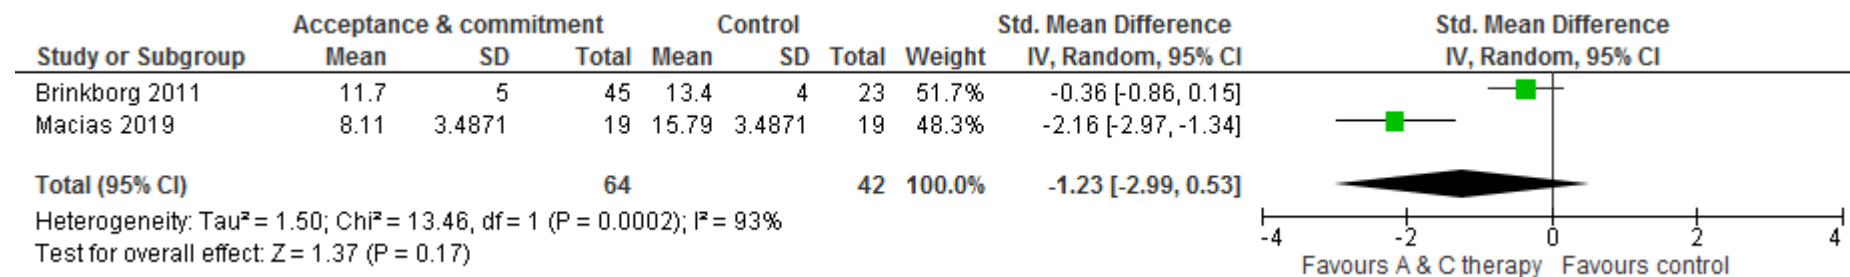 Acceptance & commitment Control Std. Mean Difference Std. Mean Difference
Study or Subgroup Mean SD Total Mean SD Total Weight IV, Random, 95% CI IV, Random, 95% CI
Brinkborg 2011 11.7 5 45 13.4 4 23 51.7% -0.36 [-0.86, 0.15]
Macias 2019 8.11 3.4871 19 15.79 3.4871 19 48.3% -2.16 [-2.97, -1.34]
Total (95% CI) 64 42 100.0% -1.23 [-2.99, 0.53]
Heterogeneity: Tau² = 1.50; Chi² = 13.46, df = 1 (P = 0.0002); I² = 93%
Test for overall effect: Z = 1.37 (P = 0.17)
-4 -2 0 2 4
Favours A & C therapy Favours control